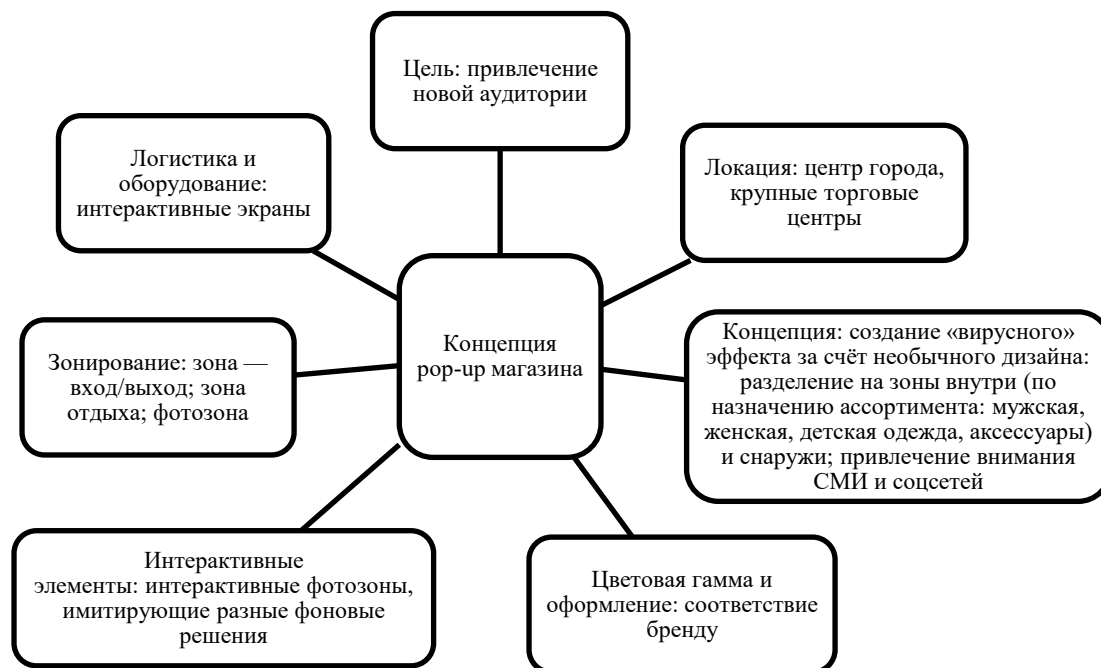 Цель: привлечение
новой аудитории
Логистика и
оборудование:
интерактивные экраны
Локация: центр города,
крупные торговые
центры
Концепция
pop-up магазина
Зонирование: зона —
вход/выход; зона
отдыха; фотозона
Концепция: создание «вирусного»
эффекта за счёт необычного дизайна:
разделение на зоны внутри (по
назначению ассортимента: мужская,
женская, детская одежда, аксессуары)
и снаружи; привлечение внимания
СМИ и соцсетей
Интерактивные
элементы: интерактивные фотозоны,
имитирующие разные фоновые
решения
Цветовая гамма и
оформление: соответствие
бренду